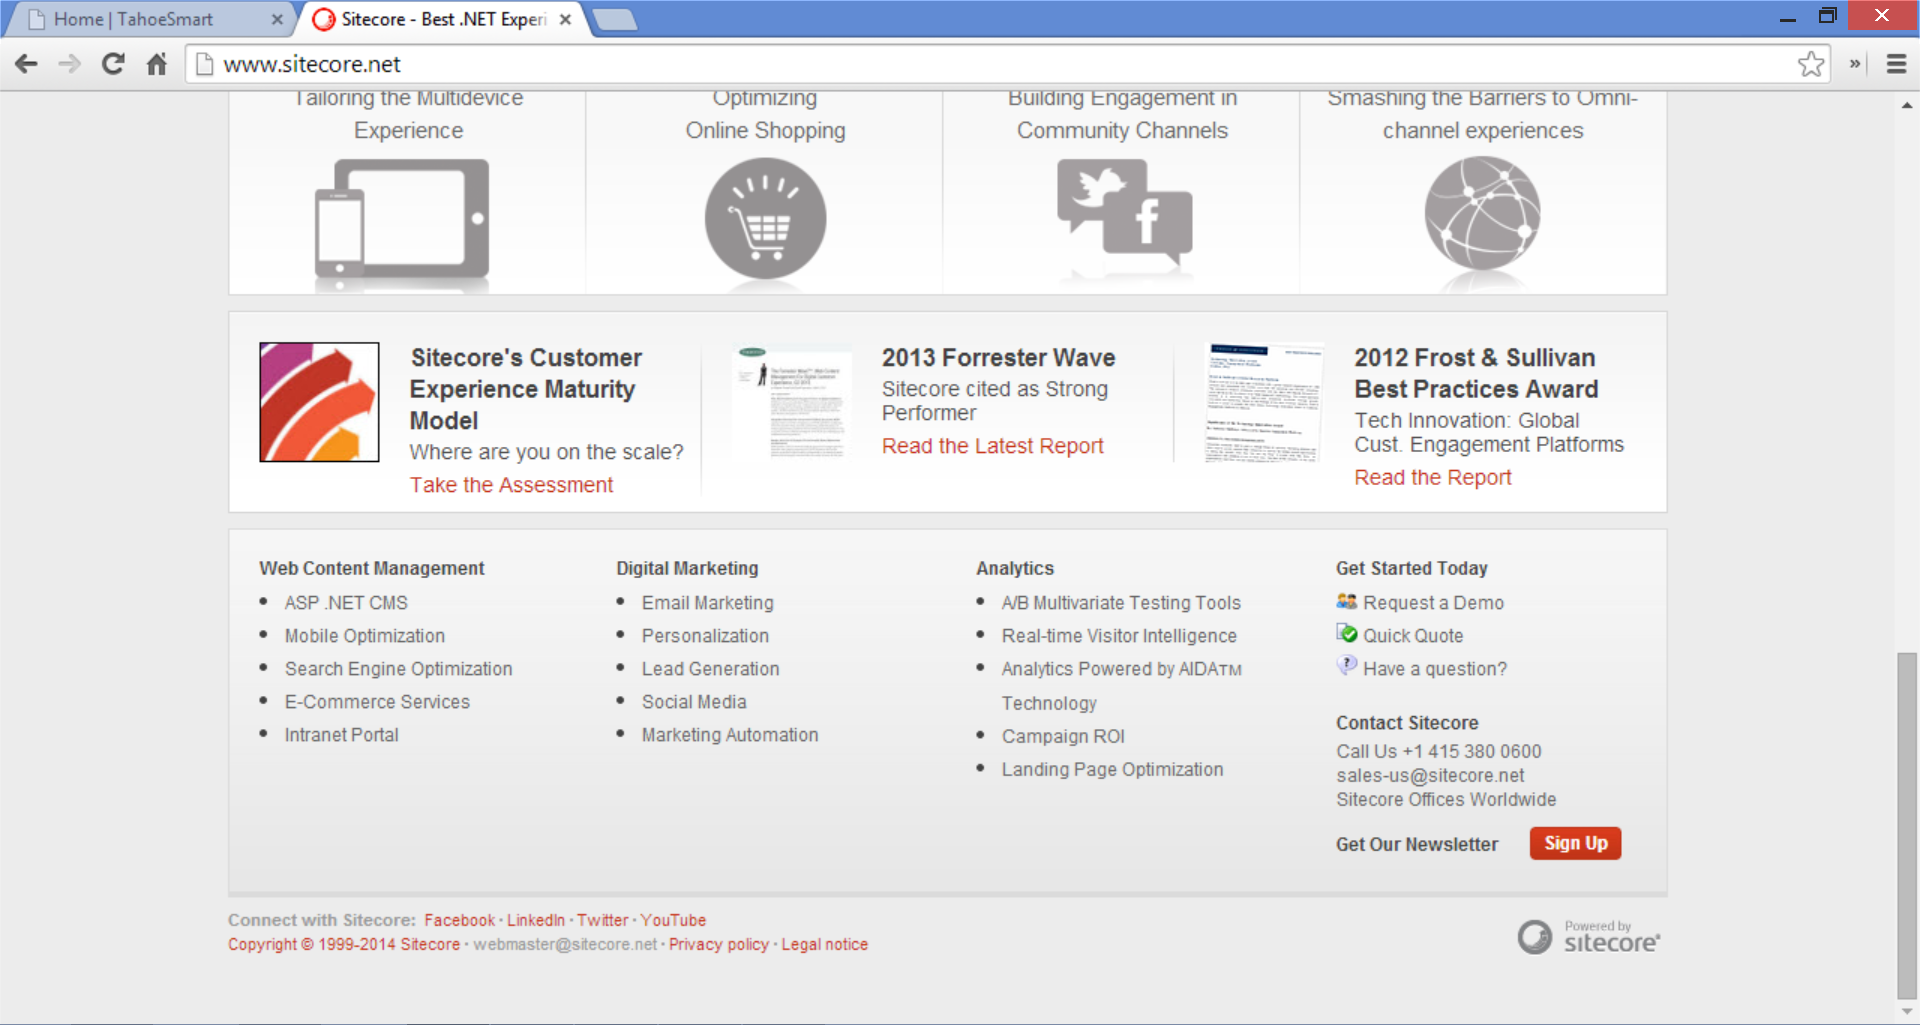 Home | TahoeSmart
Sitecore - Best .NET Experi
www.sitecore.net
Tailoring the Multidevice
Experience
Optimizing
Online Shopping
Building Engagement in
Community Channels
Smashing the Barriers to Omni-
channel experiences
Sitecore's Customer
Experience Maturity
Model
Where are you on the scale?
Take the Assessment
2013 Forrester Wave
Sitecore cited as Strong
Performer
Read the Latest Report
2012 Frost & Sullivan
Best Practices Award
Tech Innovation: Global
Cust. Engagement Platforms
Read the Report
Web Content Management
• ASP .NET CMS
• Mobile Optimization
• Search Engine Optimization
• E-Commerce Services
• Intranet Portal
Digital Marketing
• Email Marketing
• Personalization
• Lead Generation
• Social Media
• Marketing Automation
Analytics
• A/B Multivariate Testing Tools
• Real-time Visitor Intelligence
• Analytics Powered by AIDA™
Technology
• Campaign ROI
• Landing Page Optimization
Get Started Today
Request a Demo
Quick Quote
Have a question?
Contact Sitecore
Call Us +1 415 380 0600
sales-us@sitecore.net
Sitecore Offices Worldwide
Get Our Newsletter Sign Up
Connect with Sitecore: Facebook · LinkedIn · Twitter · YouTube
Copyright © 1999-2014 Sitecore · webmaster@sitecore.net · Privacy policy · Legal notice
Powered by
sitecore®